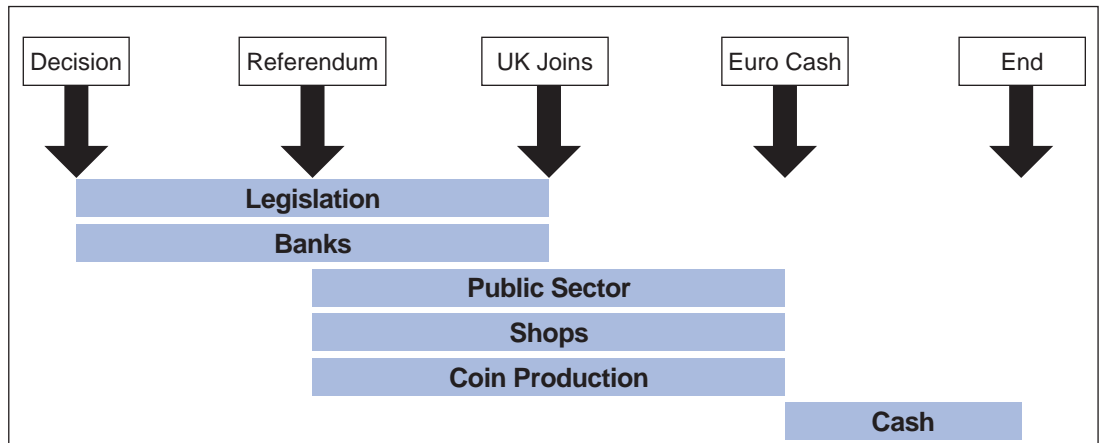 Decision Referendum UK Joins Euro Cash End
Legislation
Banks
Public Sector
Shops
Coin Production
Cash